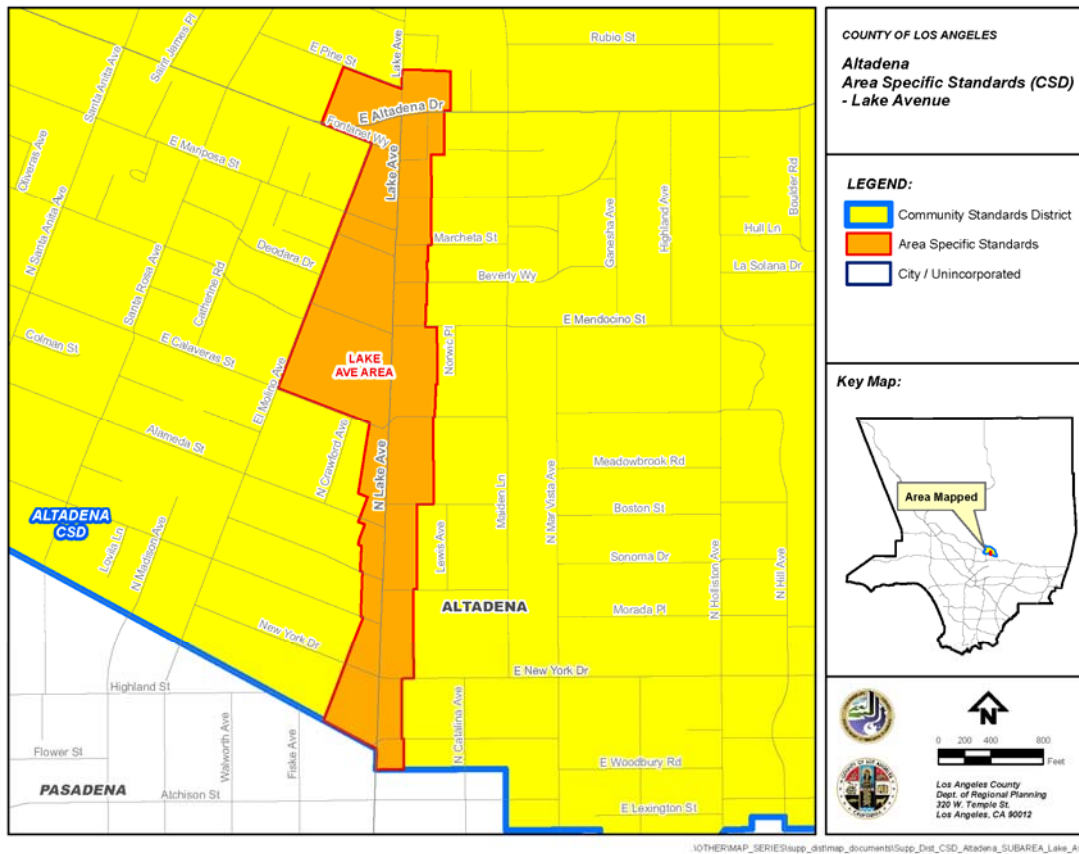 Rubio St
E Pine St
Lake Ave
Saint James Pl
Santa Anita Ave
E Altadena Dr
Fontanet Wy
E Mariposa St
Oliveras Ave
N Santa Anita Ave
Lake Ave
Ganesha Ave
Highland Ave
Boulder Rd
Hull Ln
Marcheta St
Deodara Dr
Santa Rosa Ave
Catherine Rd
La Solana Dr
Beverly Wy
E Mendocino St
Colman St
E Calaveras St
El Molino Ave
LAKE
AVE AREA
Norwic Pl
Alameda St
N Crawford Ave
N Lake Ave
Maiden Ln
N Mar Vista Ave
Meadowbrook Rd
Boston St
ALTADENA
CSD
Lovila Ln
N Madison Ave
Lewis Ave
Sonoma Dr
N Holliston Ave
N Hill Ave
ALTADENA
Morada Pl
New York Dr
E New York Dr
Highland St
Walworth Ave
Fiske Ave
N Catalina Ave
Flower St
E Woodbury Rd
PASADENA
Atchison St
E Lexington St
COUNTY OF LOS ANGELES
Altadena
Area Specific Standards (CSD)
- Lake Avenue
LEGEND:
Community Standards District
Area Specific Standards
City / Unincorporated
Key Map:
Area Mapped
N
0 200 400 800
Feet
Los Angeles County
Dept. of Regional Planning
320 W. Temple St.
Los Angeles, CA 90012